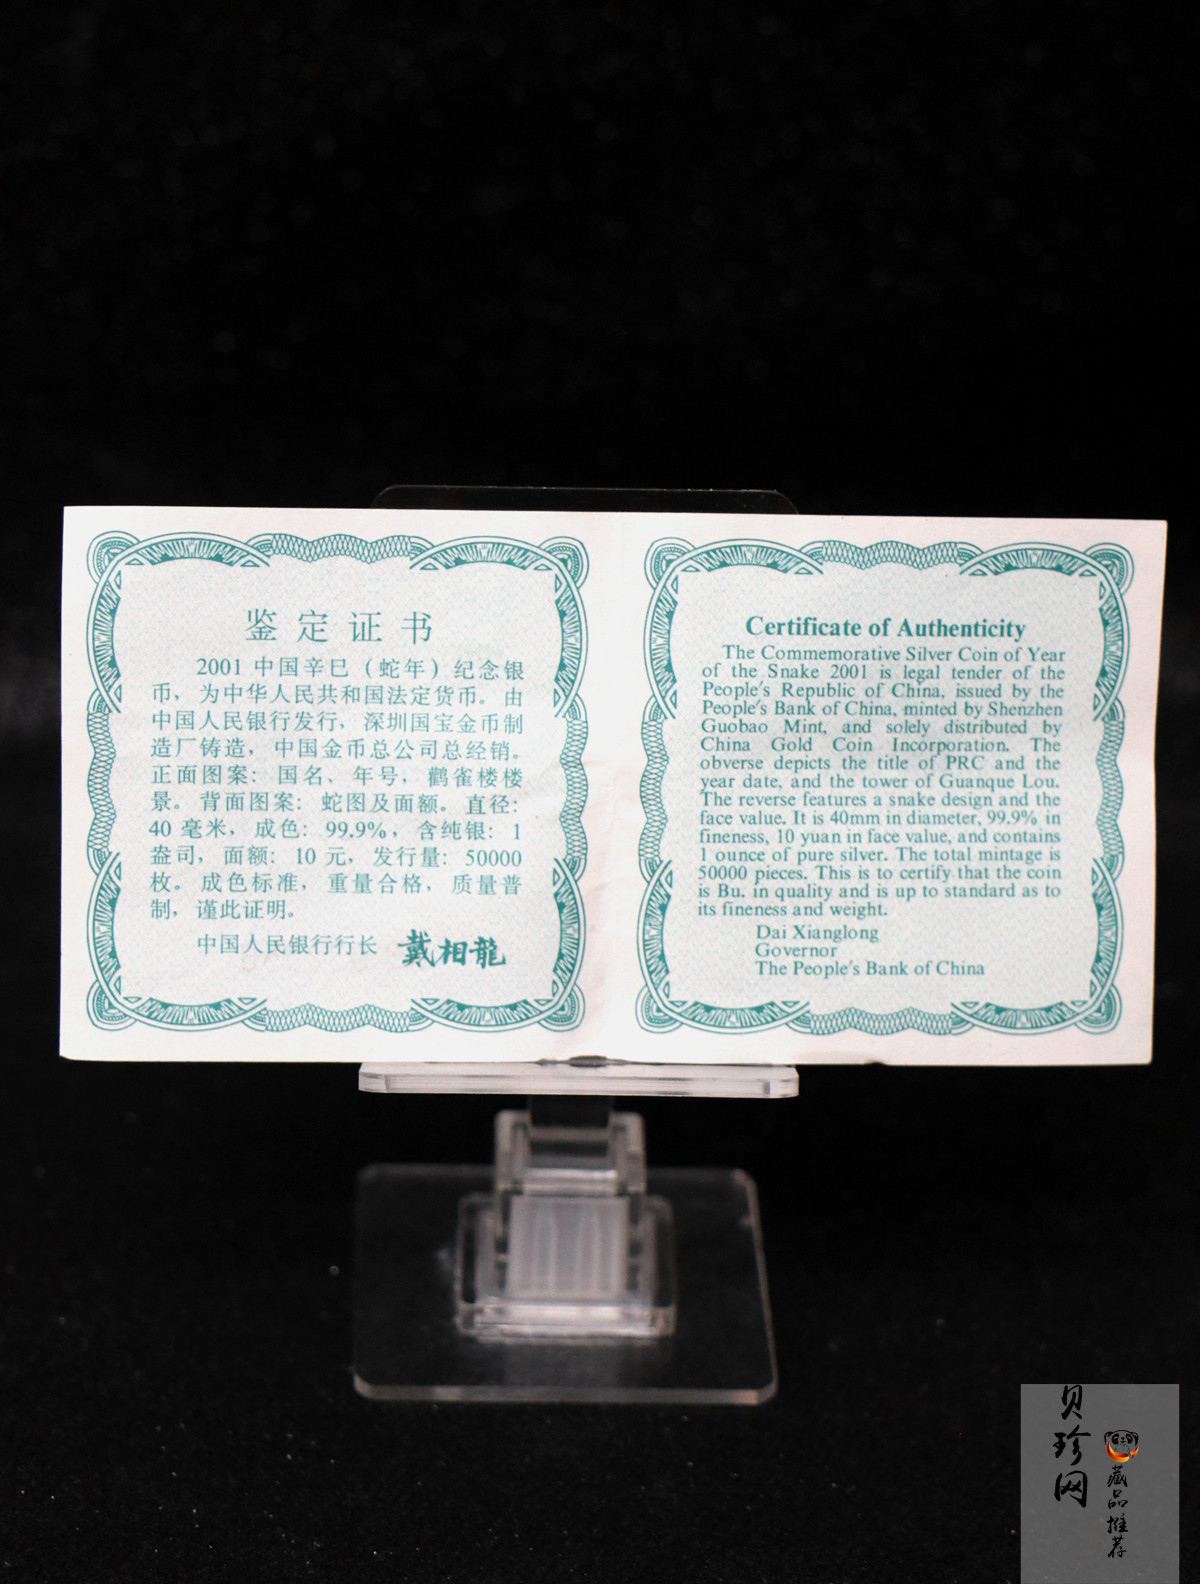 鉴定证书
2001 中国辛巳（蛇年）纪念银
币，为中华人民共和国法定货币。由
中国人民银行发行，深圳国宝金币制
造厂铸造，中国金币总公司总经销。
正面图案：国名、年号，鹳雀楼楼
景。背面图案：蛇图及面额。直径：
40 毫米，成色：99.9%，含纯银：1
盎司，面额：10 元，发行量：50000
枚。成色标准，重量合格，质量普
制，谨此证明。
中国人民银行行长 戴相龍
Certificate of Authenticity
The Commemorative Silver Coin of Year
of the Snake 2001 is legal tender of the
People's Republic of China, issued by the
People's Bank of China, minted by Shenzhen
Guobao Mint, and solely distributed by
China Gold Coin Incorporation. The
obverse depicts the title of PRC and the
year date, and the tower of Guanque Lou.
The reverse features a snake design and the
face value. It is 40mm in diameter, 99.9% in
fineness, 10 yuan in face value, and contains
1 ounce of pure silver. The total mintage is
50000 pieces. This is to certify that the coin
is Bu. in quality and is up to standard as to
its fineness and weight.
Dai Xianglong
Governor
The People's Bank of China
贝珍网
藏品推荐